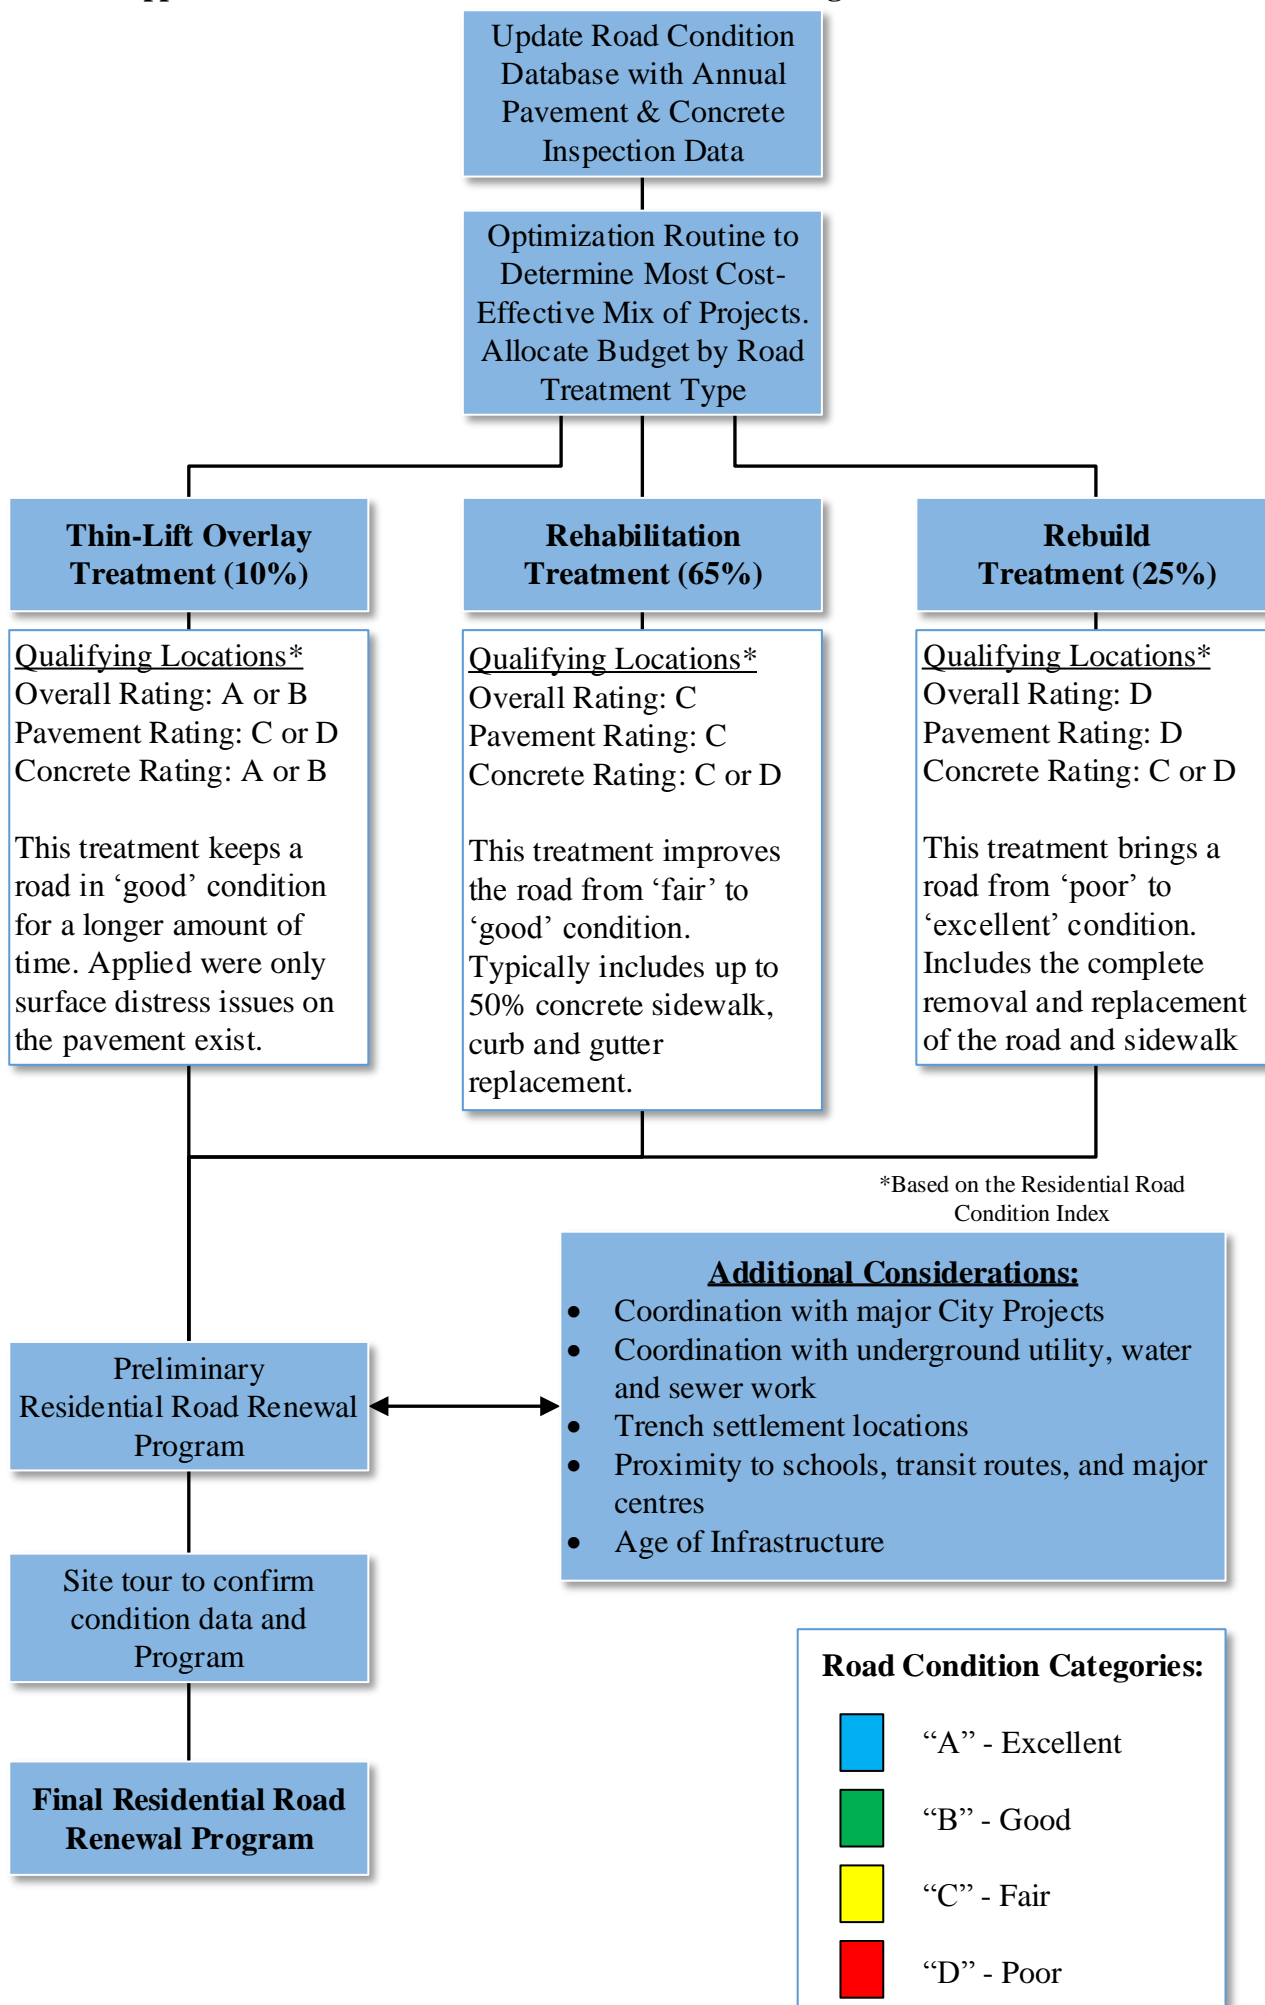 Update Road Condition
Database with Annual
Pavement & Concrete
Inspection Data
Optimization Routine to
Determine Most Cost-
Effective Mix of Projects.
Allocate Budget by Road
Treatment Type
Thin-Lift Overlay
Treatment (10%)
Rehabilitation
Treatment (65%)
Rebuild
Treatment (25%)
Qualifying Locations*
Overall Rating: A or B
Pavement Rating: C or D
Concrete Rating: A or B
This treatment keeps a
road in ‘good’ condition
for a longer amount of
time. Applied were only
surface distress issues on
the pavement exist.
Qualifying Locations*
Overall Rating: C
Pavement Rating: C
Concrete Rating: C or D
This treatment improves
the road from ‘fair’ to
‘good’ condition.
Typically includes up to
50% concrete sidewalk,
curb and gutter
replacement.
Qualifying Locations*
Overall Rating: D
Pavement Rating: D
Concrete Rating: C or D
This treatment brings a
road from ‘poor’ to
‘excellent’ condition.
Includes the complete
removal and replacement
of the road and sidewalk
*Based on the Residential Road
Condition Index
Additional Considerations:
• Coordination with major City Projects
• Coordination with underground utility, water
and sewer work
• Trench settlement locations
• Proximity to schools, transit routes, and major
centres
• Age of Infrastructure
Preliminary
Residential Road Renewal
Program
Site tour to confirm
condition data and
Program
Final Residential Road
Renewal Program
Road Condition Categories:
“A” - Excellent
“B” - Good
“C” - Fair
“D” - Poor